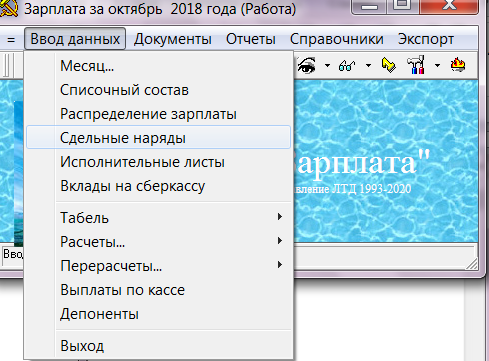 Зарплата за октябрь 2018 года (Работа)
= Ввод данных Документы Отчеты Справочники Экспорт
Месяц...
Списочный состав
Распределение зарплаты
Сдельные наряды
Исполнительные листы
Вклады на сберкассу
Табель
Расчеты...
Перерасчеты...
Выплаты по кассе
Депоненты
Выход
арплата"
вление ЛТД 1993-2020
Ввод